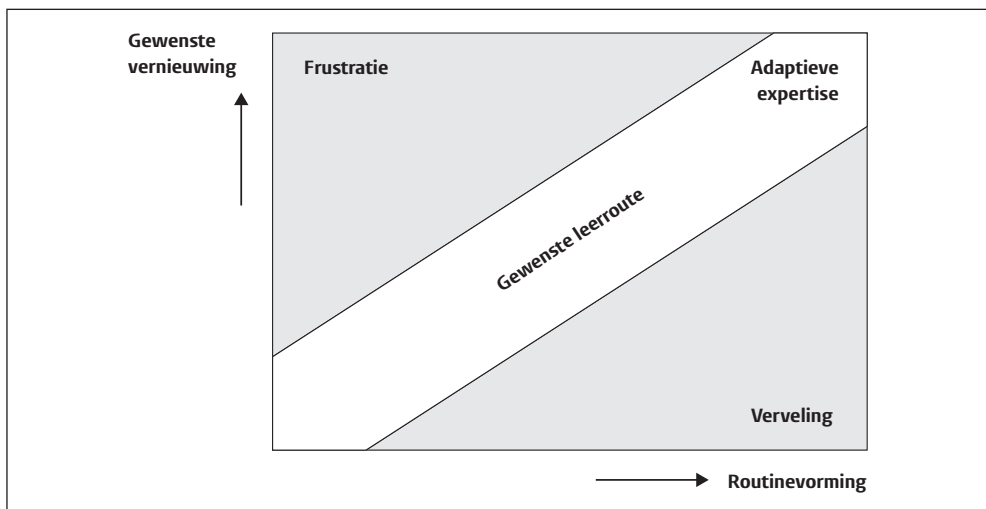 Gewenste
vernieuwing
Frustratie
Adaptieve
expertise
Gewenste leerroute
Verveling
Routinevorming